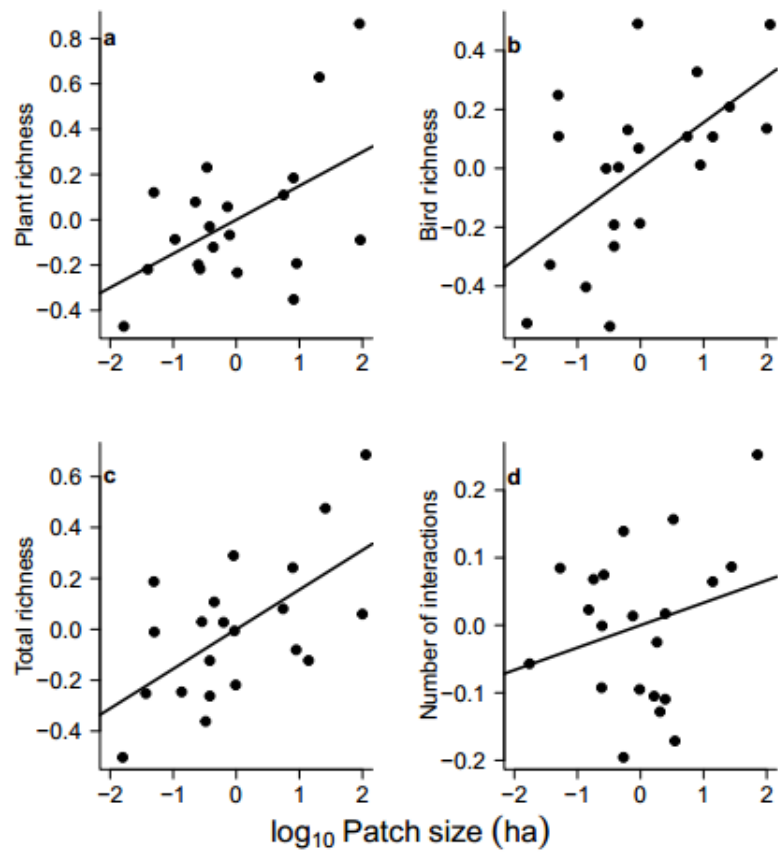 a
Plant richness
0.8
0.6
0.4
0.2
0.0
−0.2
−0.4
−2 −1 0 1 2
b
Bird richness
0.4
0.2
0.0
−0.2
−0.4
−2 −1 0 1 2
c
Total richness
0.6
0.4
0.2
0.0
−0.2
−0.4
−2 −1 0 1 2
d
Number of interactions
0.2
0.1
0.0
−0.1
−0.2
−2 −1 0 1 2
log₁₀ Patch size (ha)